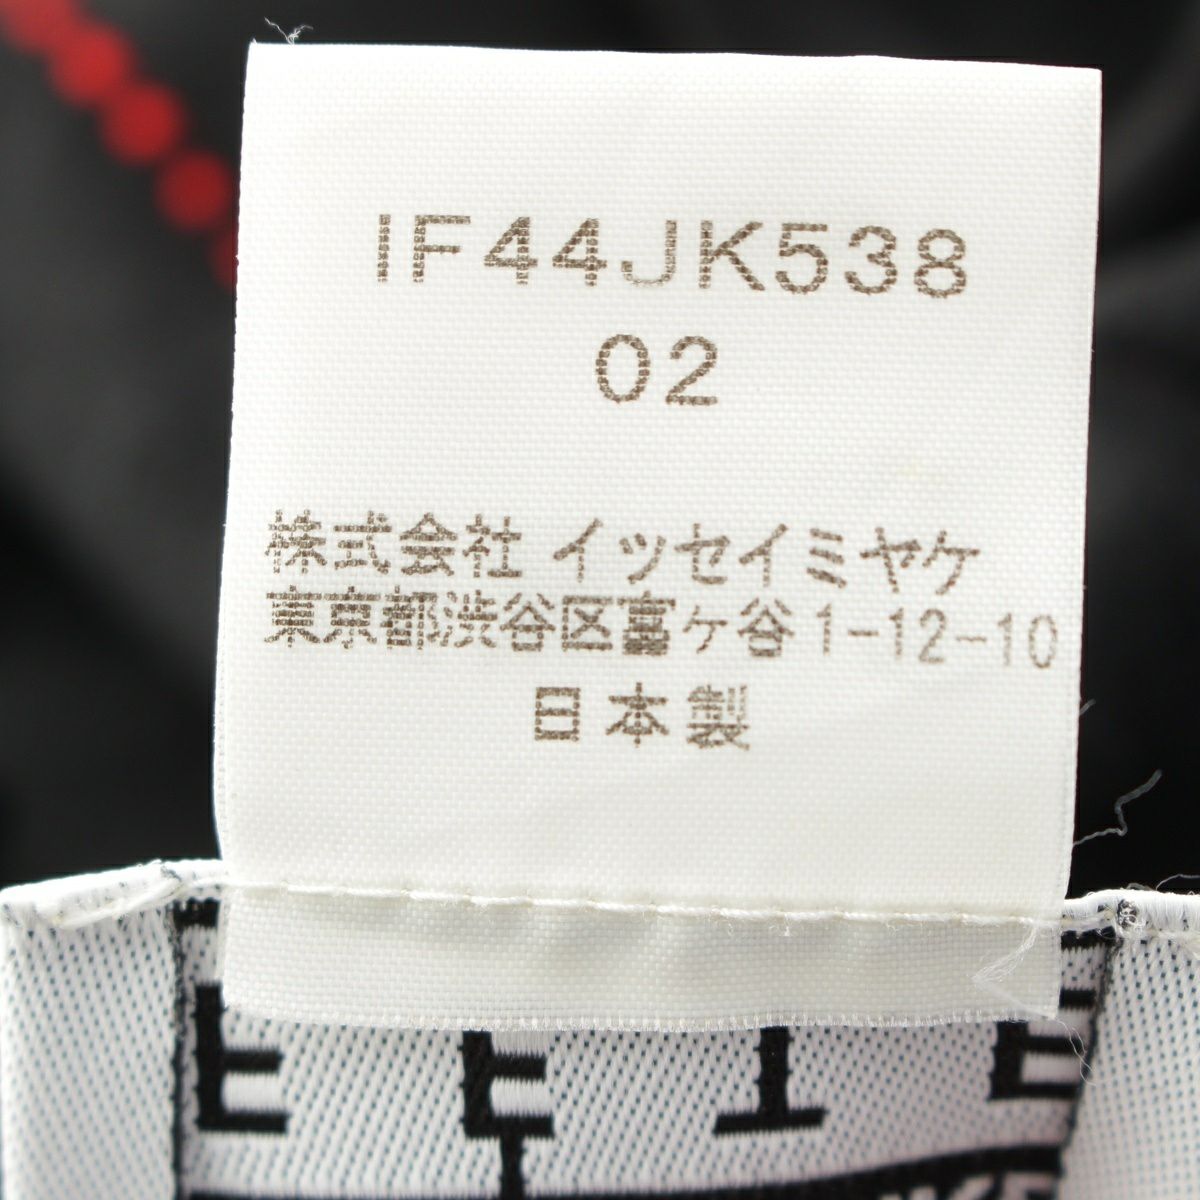 IF44JK538
02
株式会社 イッセイミヤケ
東京都渋谷区富ヶ谷1-12-10
日本製